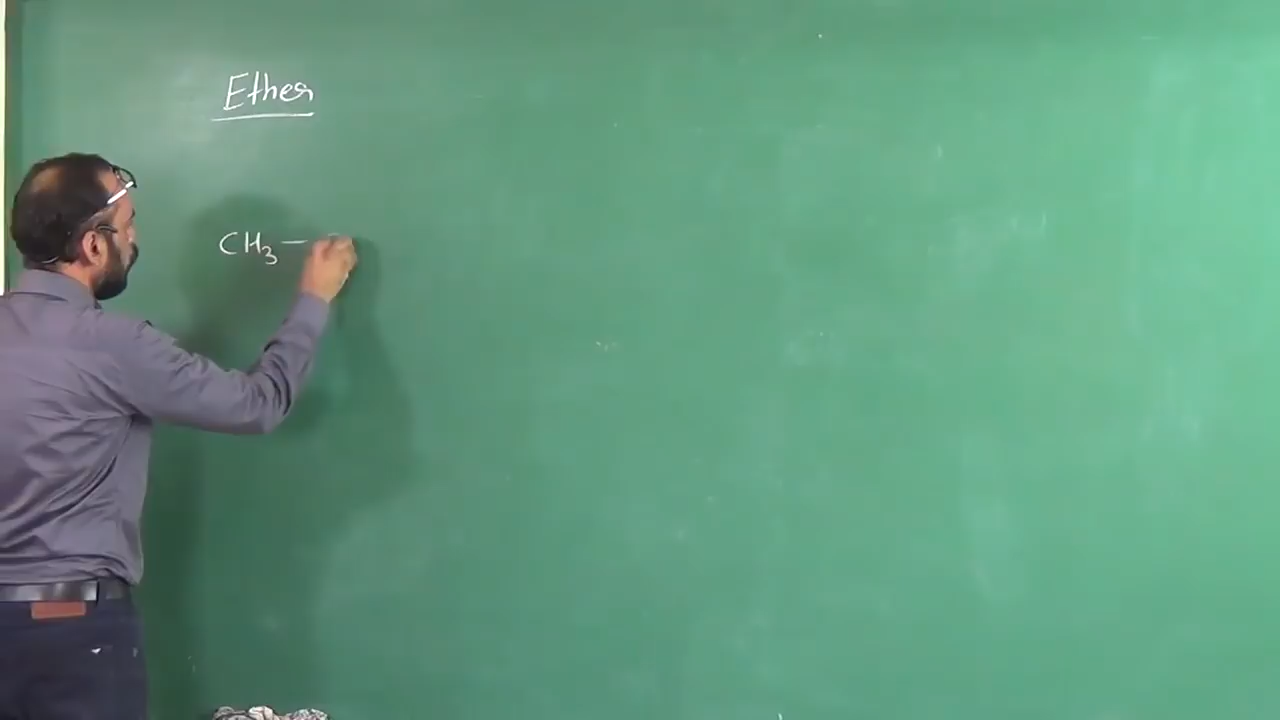 Ether
CH3 —